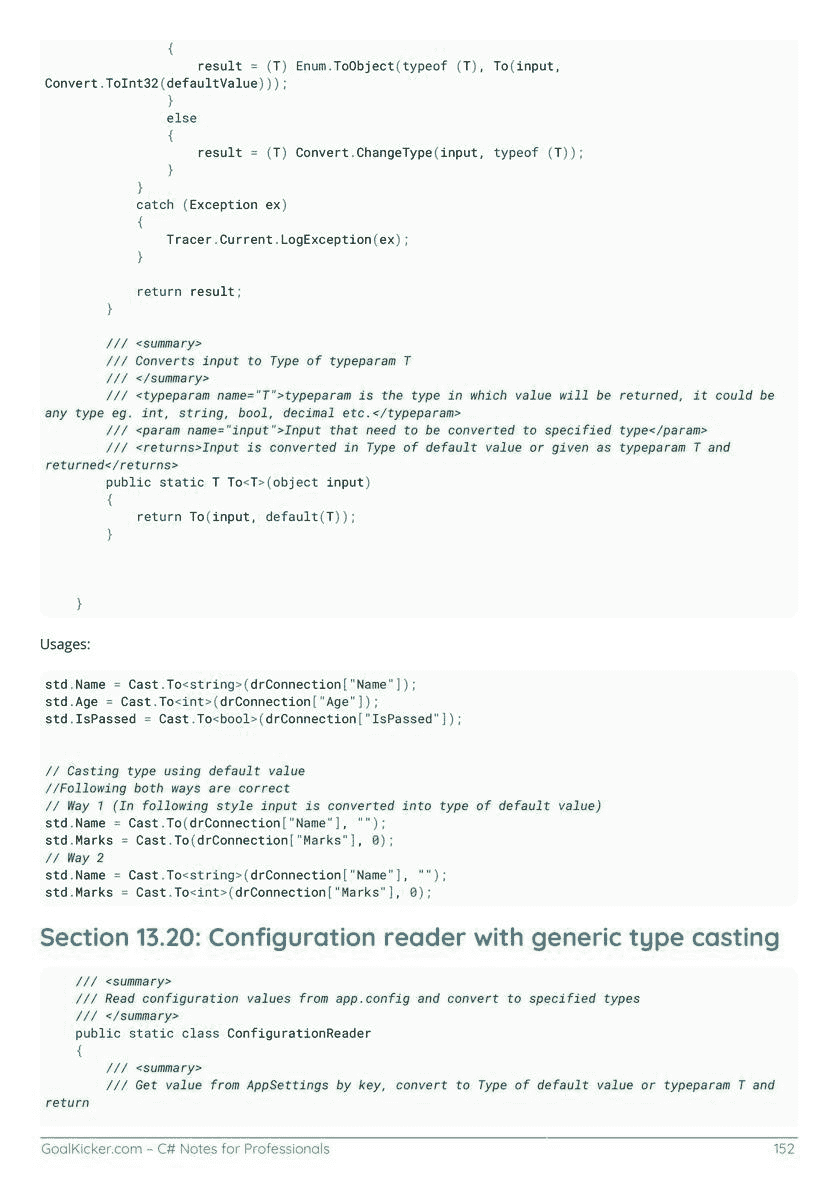 {
result = (T) Enum.ToObject(typeof (T), To(input,
Convert.ToInt32(defaultValue)));
}
else
{
result = (T) Convert.ChangeType(input, typeof (T));
}
}
catch (Exception ex)
{
Tracer.Current.LogException(ex);
}
return result;
}
/// <summary>
/// Converts input to Type of typeparam T
/// </summary>
/// <typeparam name="T">typeparam is the type in which value will be returned, it could be
any type eg. int, string, bool, decimal etc.</typeparam>
/// <param name="input">Input that need to be converted to specified type</param>
/// <returns>Input is converted in Type of default value or given as typeparam T and
returned</returns>
public static T To<T>(object input)
{
return To(input, default(T));
}
}
Usages:
std.Name = Cast.To<string>(drConnection["Name"]);
std.Age = Cast.To<int>(drConnection["Age"]);
std.IsPassed = Cast.To<bool>(drConnection["IsPassed"]);
// Casting type using default value
//Following both ways are correct
// Way 1 (In following style input is converted into type of default value)
std.Name = Cast.To(drConnection["Name"], "");
std.Marks = Cast.To(drConnection["Marks"], 0);
// Way 2
std.Name = Cast.To<string>(drConnection["Name"], "");
std.Marks = Cast.To<int>(drConnection["Marks"], 0);
Section 13.20: Configuration reader with generic type casting
/// <summary>
/// Read configuration values from app.config and convert to specified types
/// </summary>
public static class ConfigurationReader
{
/// <summary>
/// Get value from AppSettings by key, convert to Type of default value or typeparam T and
return
GoalKicker.com – C# Notes for Professionals
152